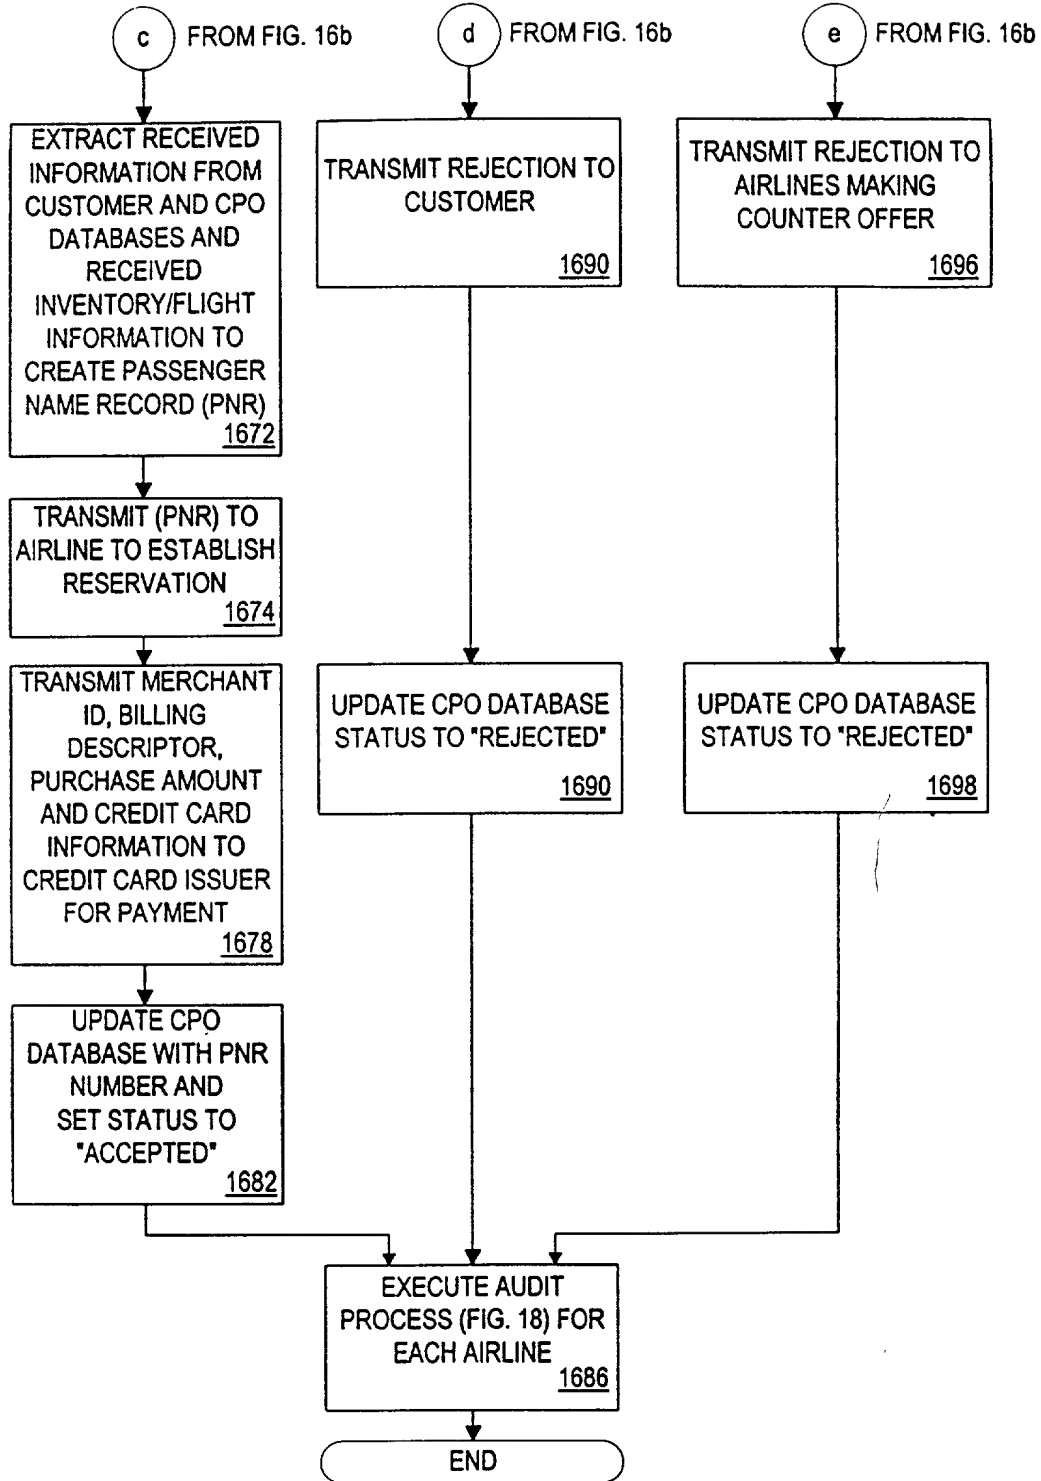 c FROM FIG. 16b
d FROM FIG. 16b
e FROM FIG. 16b
EXTRACT RECEIVED
INFORMATION FROM
CUSTOMER AND CPO
DATABASES AND
RECEIVED
INVENTORY/FLIGHT
INFORMATION TO
CREATE PASSENGER
NAME RECORD (PNR)
1672
TRANSMIT (PNR) TO
AIRLINE TO ESTABLISH
RESERVATION
1674
TRANSMIT MERCHANT
ID, BILLING
DESCRIPTOR,
PURCHASE AMOUNT
AND CREDIT CARD
INFORMATION TO
CREDIT CARD ISSUER
FOR PAYMENT
1678
UPDATE CPO
DATABASE WITH PNR
NUMBER AND
SET STATUS TO
"ACCEPTED"
1682
TRANSMIT REJECTION TO
CUSTOMER
1690
UPDATE CPO DATABASE
STATUS TO "REJECTED"
1690
TRANSMIT REJECTION TO
AIRLINES MAKING
COUNTER OFFER
1696
UPDATE CPO DATABASE
STATUS TO "REJECTED"
1698
EXECUTE AUDIT
PROCESS (FIG. 18) FOR
EACH AIRLINE
1686
END